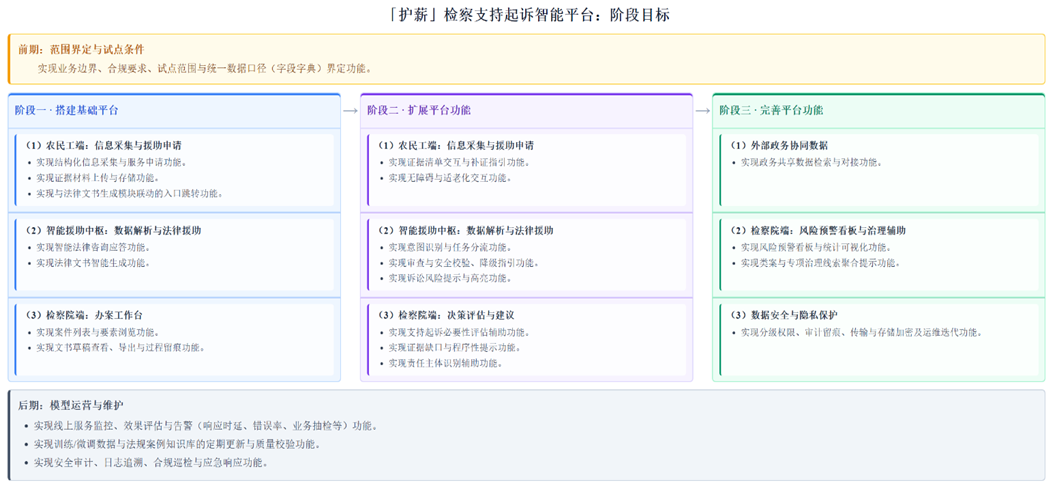 「护薪」检察支持起诉智能平台：阶段目标
前期：范围界定与试点条件
实现业务边界、合规要求、试点范围与统一数据口径（字段字典）界定功能。
阶段一 · 搭建基础平台
（1）农民工端：信息采集与援助申请
• 实现结构化信息采集与服务申请功能。
• 实现证据材料上传与存储功能。
• 实现与法律文书生成模块联动的入口跳转功能。
（2）智能援助中枢：数据解析与法律援助
• 实现智能法律咨询应答功能。
• 实现法律文书智能生成功能。
（3）检察院端：办案工作台
• 实现案件列表与要素浏览功能。
• 实现文书草稿查看、导出与过程留痕功能。
阶段二 · 扩展平台功能
（1）农民工端：信息采集与援助申请
• 实现证据清单交互与补证指引功能。
• 实现无障碍与适老化交互功能。
（2）智能援助中枢：数据解析与法律援助
• 实现意图识别与任务分流功能。
• 实现审查与安全校验、降级指引功能。
• 实现诉讼风险提示与高亮功能。
（3）检察院端：决策评估与建议
• 实现支持起诉必要性评估辅助功能。
• 实现证据缺口与程序性提示功能。
• 实现责任主体识别辅助功能。
阶段三 · 完善平台功能
（1）外部政务协同数据
• 实现政务共享数据检索与对接功能。
（2）检察院端：风险预警看板与治理辅助
• 实现风险预警看板与统计可视化功能。
• 实现类案与专项治理线索聚合提示功能。
（3）数据安全与隐私保护
• 实现分级权限、审计留痕、传输与存储加密及运维迭代功能。
后期：模型运营与维护
• 实现线上服务监控、效果评估与告警（响应时延、错误率、业务抽检等）功能。
• 实现训练/微调数据与法规案例知识库的定期更新与质量校验功能。
• 实现安全审计、日志追溯、合规巡检与应急响应功能。